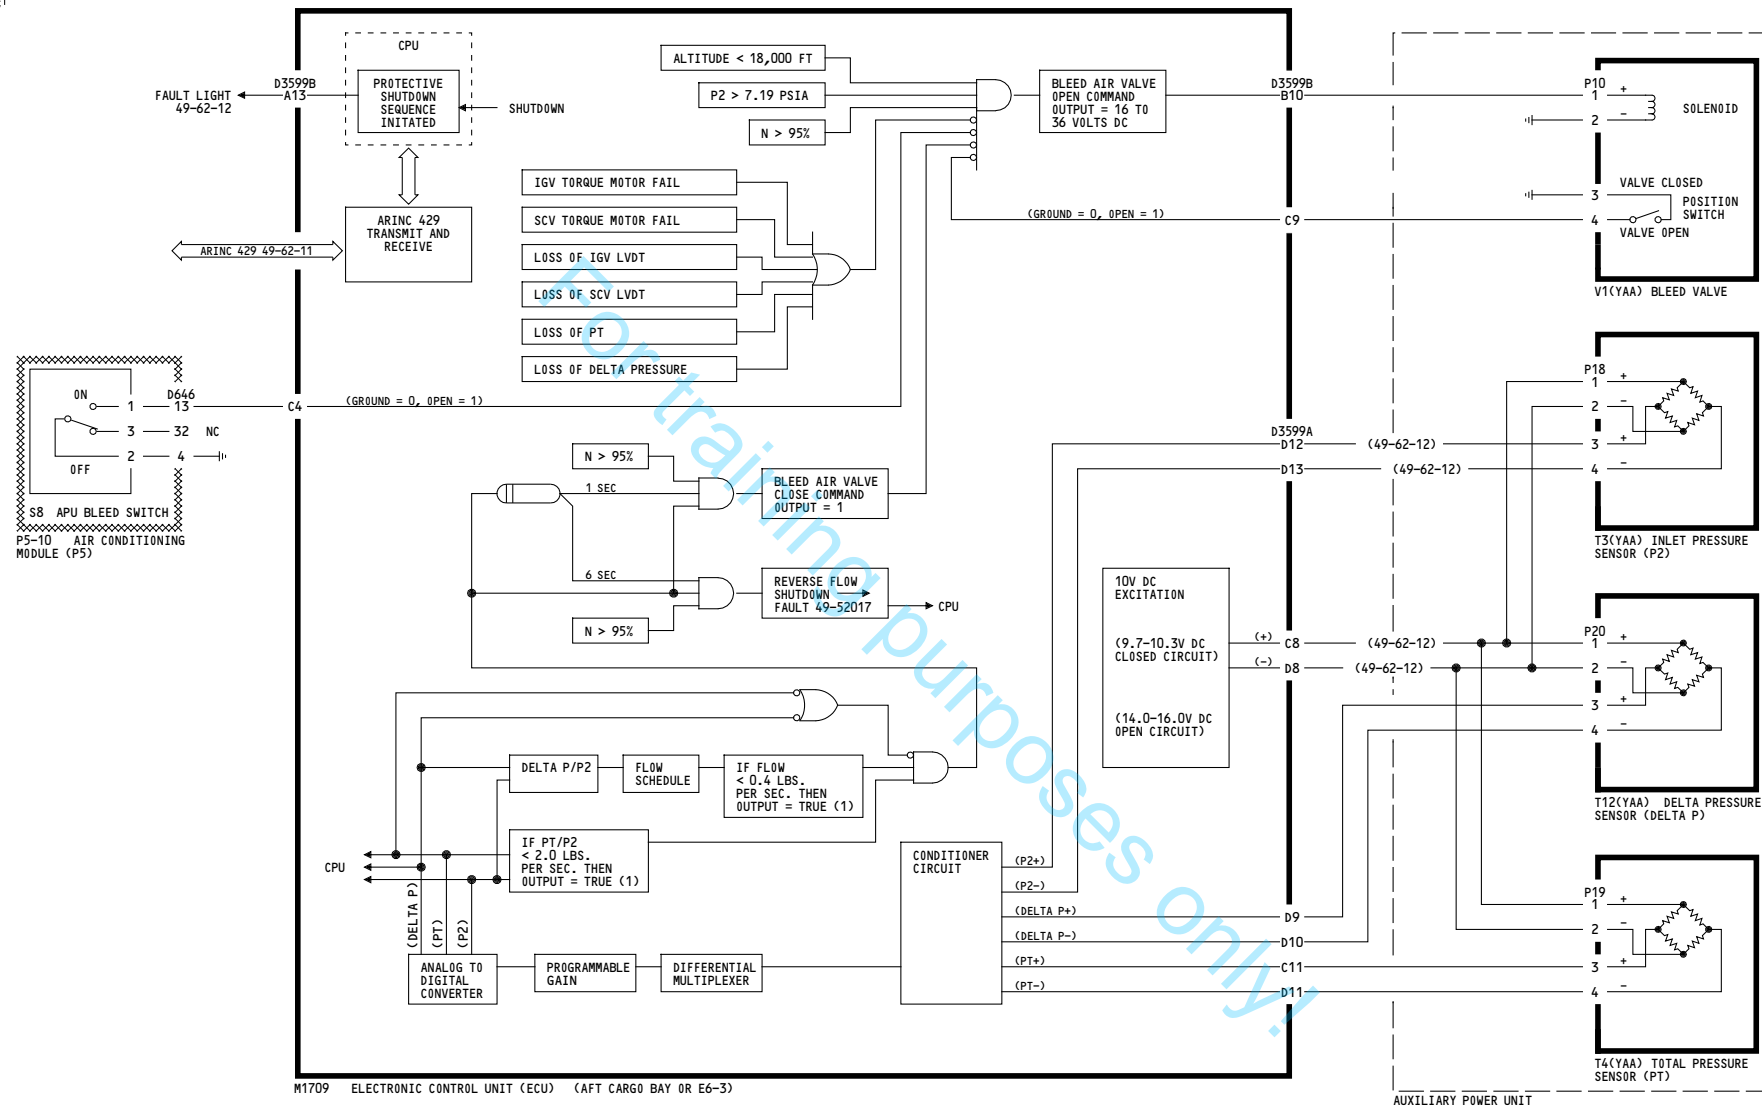 CPU
PROTECTIVE
SHUTDOWN
SEQUENCE
INITATED
SHUTDOWN
D3599B
A13
FAULT LIGHT
49-62-12
ARINC 429
TRANSMIT AND
RECEIVE
ARINC 429 49-62-11
ALTITUDE < 18,000 FT
P2 > 7.19 PSIA
N > 95%
BLEED AIR VALVE
OPEN COMMAND
OUTPUT = 16 TO
36 VOLTS DC
D3599B
B10
P10
1 +
2 -
SOLENOID
3
4
VALVE CLOSED
POSITION
SWITCH
VALVE OPEN
V1(YAA) BLEED VALVE
(GROUND = 0, OPEN = 1)
C9
IGV TORQUE MOTOR FAIL
SCV TORQUE MOTOR FAIL
LOSS OF IGV LVDT
LOSS OF SCV LVDT
LOSS OF PT
LOSS OF DELTA PRESSURE
ON
OFF
1
3
2
D646
13
32 NC
4
S8 APU BLEED SWITCH
P5-10 AIR CONDITIONING
MODULE (P5)
C4
(GROUND = 0, OPEN = 1)
N > 95%
1 SEC
BLEED AIR VALVE
CLOSE COMMAND
OUTPUT = 1
6 SEC
REVERSE FLOW
SHUTDOWN
FAULT 49-52017
CPU
N > 95%
D3599A
D12 (49-62-12)
D13 (49-62-12)
P18
1 +
2 -
3 +
4 -
T3(YAA) INLET PRESSURE
SENSOR (P2)
10V DC
EXCITATION
(9.7-10.3V DC
CLOSED CIRCUIT)
(14.0-16.0V DC
OPEN CIRCUIT)
(+) C8 (49-62-12)
(-) D8 (49-62-12)
P20
1 +
2 -
3 +
4 -
T12(YAA) DELTA PRESSURE
SENSOR (DELTA P)
DELTA P/P2
FLOW
SCHEDULE
IF FLOW
< 0.4 LBS.
PER SEC. THEN
OUTPUT = TRUE (1)
IF PT/P2
< 2.0 LBS.
PER SEC. THEN
OUTPUT = TRUE (1)
CPU
(DELTA P)
(PT)
(P2)
ANALOG TO
DIGITAL
CONVERTER
PROGRAMMABLE
GAIN
DIFFERENTIAL
MULTIPLEXER
CONDITIONER
CIRCUIT
(P2+)
(P2-)
(DELTA P+) D9
(DELTA P-) D10
(PT+) C11
(PT-) D11
P19
1 +
2 -
3 +
4 -
T4(YAA) TOTAL PRESSURE
SENSOR (PT)
M1709 ELECTRONIC CONTROL UNIT (ECU) (AFT CARGO BAY OR E6-3)
AUXILIARY POWER UNIT
For training purposes only!